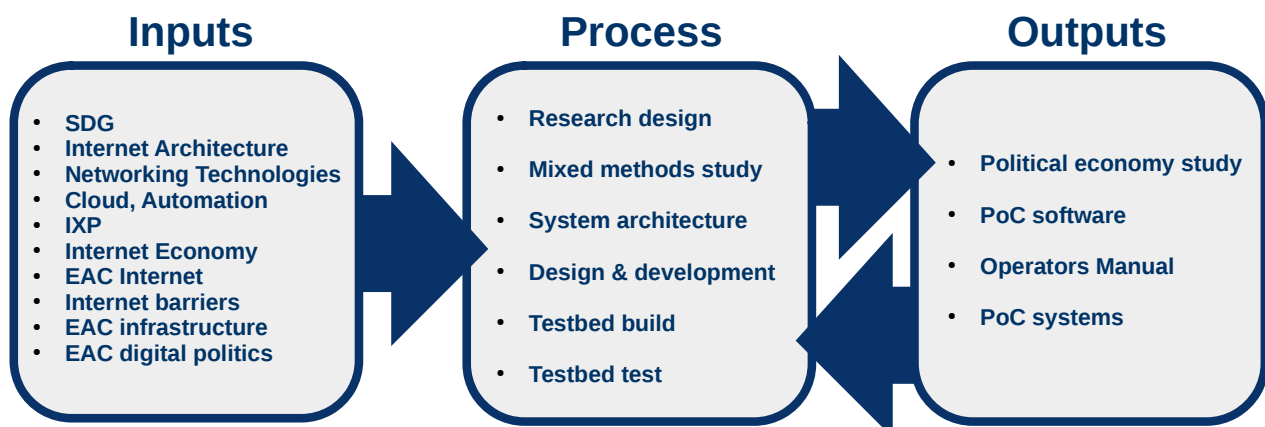 Inputs
• SDG
• Internet Architecture
• Networking Technologies
• Cloud, Automation
• IXP
• Internet Economy
• EAC Internet
• Internet barriers
• EAC infrastructure
• EAC digital politics
Process
• Research design
• Mixed methods study
• System architecture
• Design & development
• Testbed build
• Testbed test
Outputs
• Political economy study
• PoC software
• Operators Manual
• PoC systems